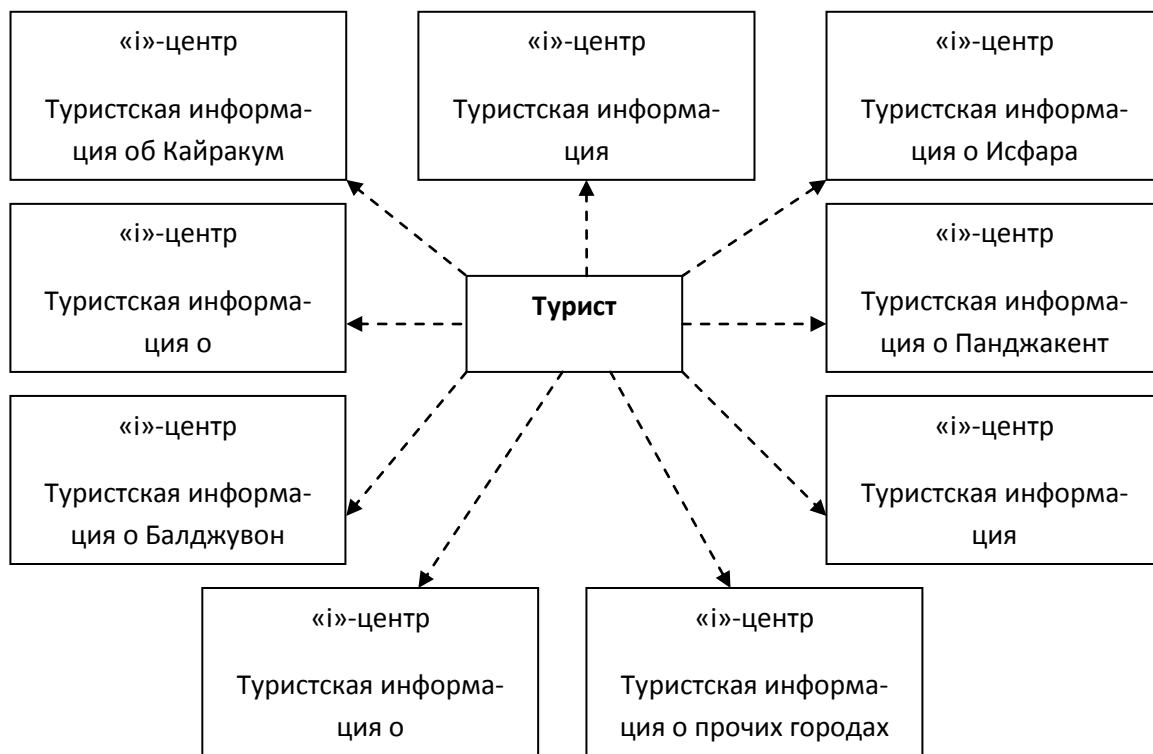 «i»-центр
Туристская информа-
ция об Кайракум
«i»-центр
Туристская информа-
ция
«i»-центр
Туристская информа-
ция о Исфара
«i»-центр
Туристская информа-
ция о
Турист
«i»-центр
Туристская информа-
ция о Панджакент
«i»-центр
Туристская информа-
ция о Балджувон
«i»-центр
Туристская информа-
ция
«i»-центр
Туристская информа-
ция о
«i»-центр
Туристская информа-
ция о прочих городах